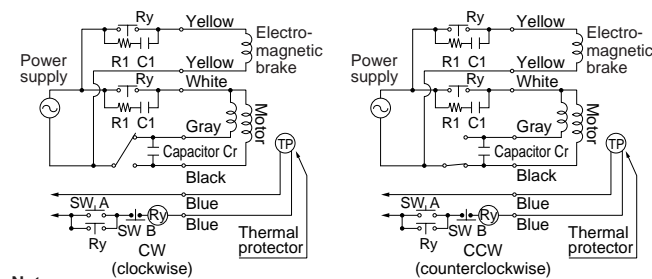 Ry
Yellow
Electro-
magnetic
brake
Power
supply
R1 C1
Yellow
Ry
White
R1 C1
Gray
Motor
TP
Capacitor Cr
Black
SW A
Blue
Ry
Blue
Ry
SW B
Thermal
protector
CW
(clockwise)
Ry
Yellow
Electro-
magnetic
brake
Power
supply
R1 C1
Yellow
Ry
White
R1 C1
Gray
Motor
TP
Capacitor Cr
Black
SW A
Blue
Ry
Blue
Ry
SW B
Thermal
protector
CCW
(counterclockwise)